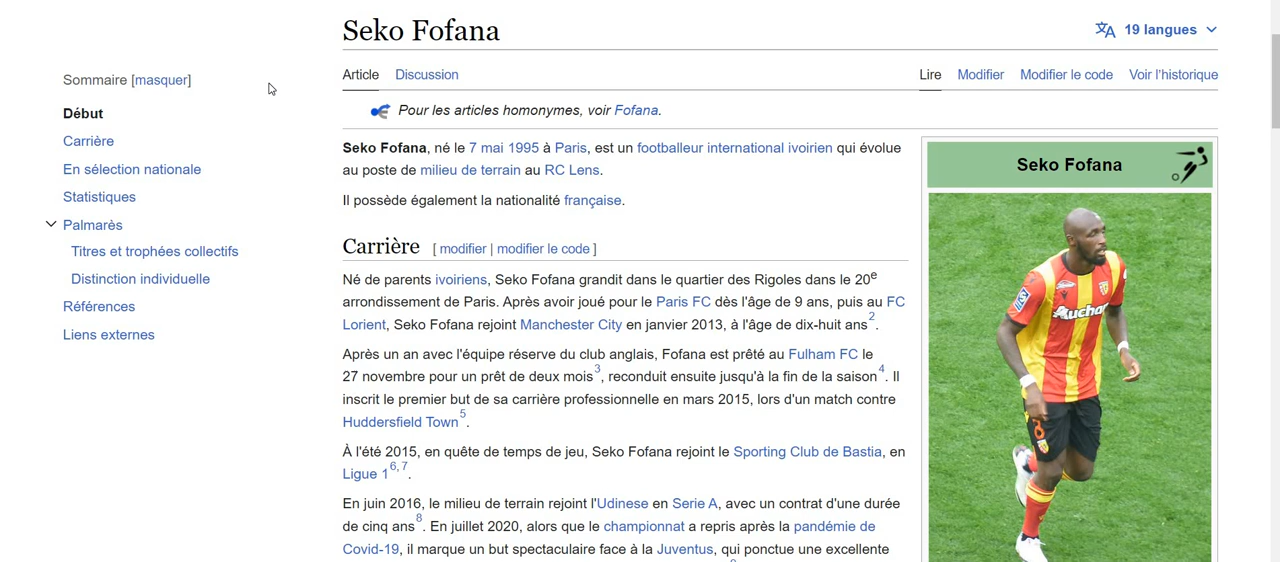 Seko Fofana
19 langues
Sommaire [masquer]
Début
Carrière
En sélection nationale
Statistiques
Palmarès
Titres et trophées collectifs
Distinction individuelle
Références
Liens externes
Article Discussion
Lire Modifier Modifier le code Voir l’historique
Pour les articles homonymes, voir Fofana.
Seko Fofana, né le 7 mai 1995 à Paris, est un footballeur international ivoirien qui évolue
au poste de milieu de terrain au RC Lens.
Il possède également la nationalité française.
Carrière [ modifier | modifier le code ]
Né de parents ivoiriens, Seko Fofana grandit dans le quartier des Rigoles dans le 20e
arrondissement de Paris. Après avoir joué pour le Paris FC dès l'âge de 9 ans, puis au FC
Lorient, Seko Fofana rejoint Manchester City en janvier 2013, à l'âge de dix-huit ans2.
Après un an avec l'équipe réserve du club anglais, Fofana est prêté au Fulham FC le
27 novembre pour un prêt de deux mois3, reconduit ensuite jusqu'à la fin de la saison4. Il
inscrit le premier but de sa carrière professionnelle en mars 2015, lors d'un match contre
Huddersfield Town5.
À l'été 2015, en quête de temps de jeu, Seko Fofana rejoint le Sporting Club de Bastia, en
Ligue 16,7.
En juin 2016, le milieu de terrain rejoint l'Udinese en Serie A, avec un contrat d'une durée
de cinq ans8. En juillet 2020, alors que le championnat a repris après la pandémie de
Covid-19, il marque un but spectaculaire face à la Juventus, qui ponctue une excellente
Seko Fofana
Auchan
8